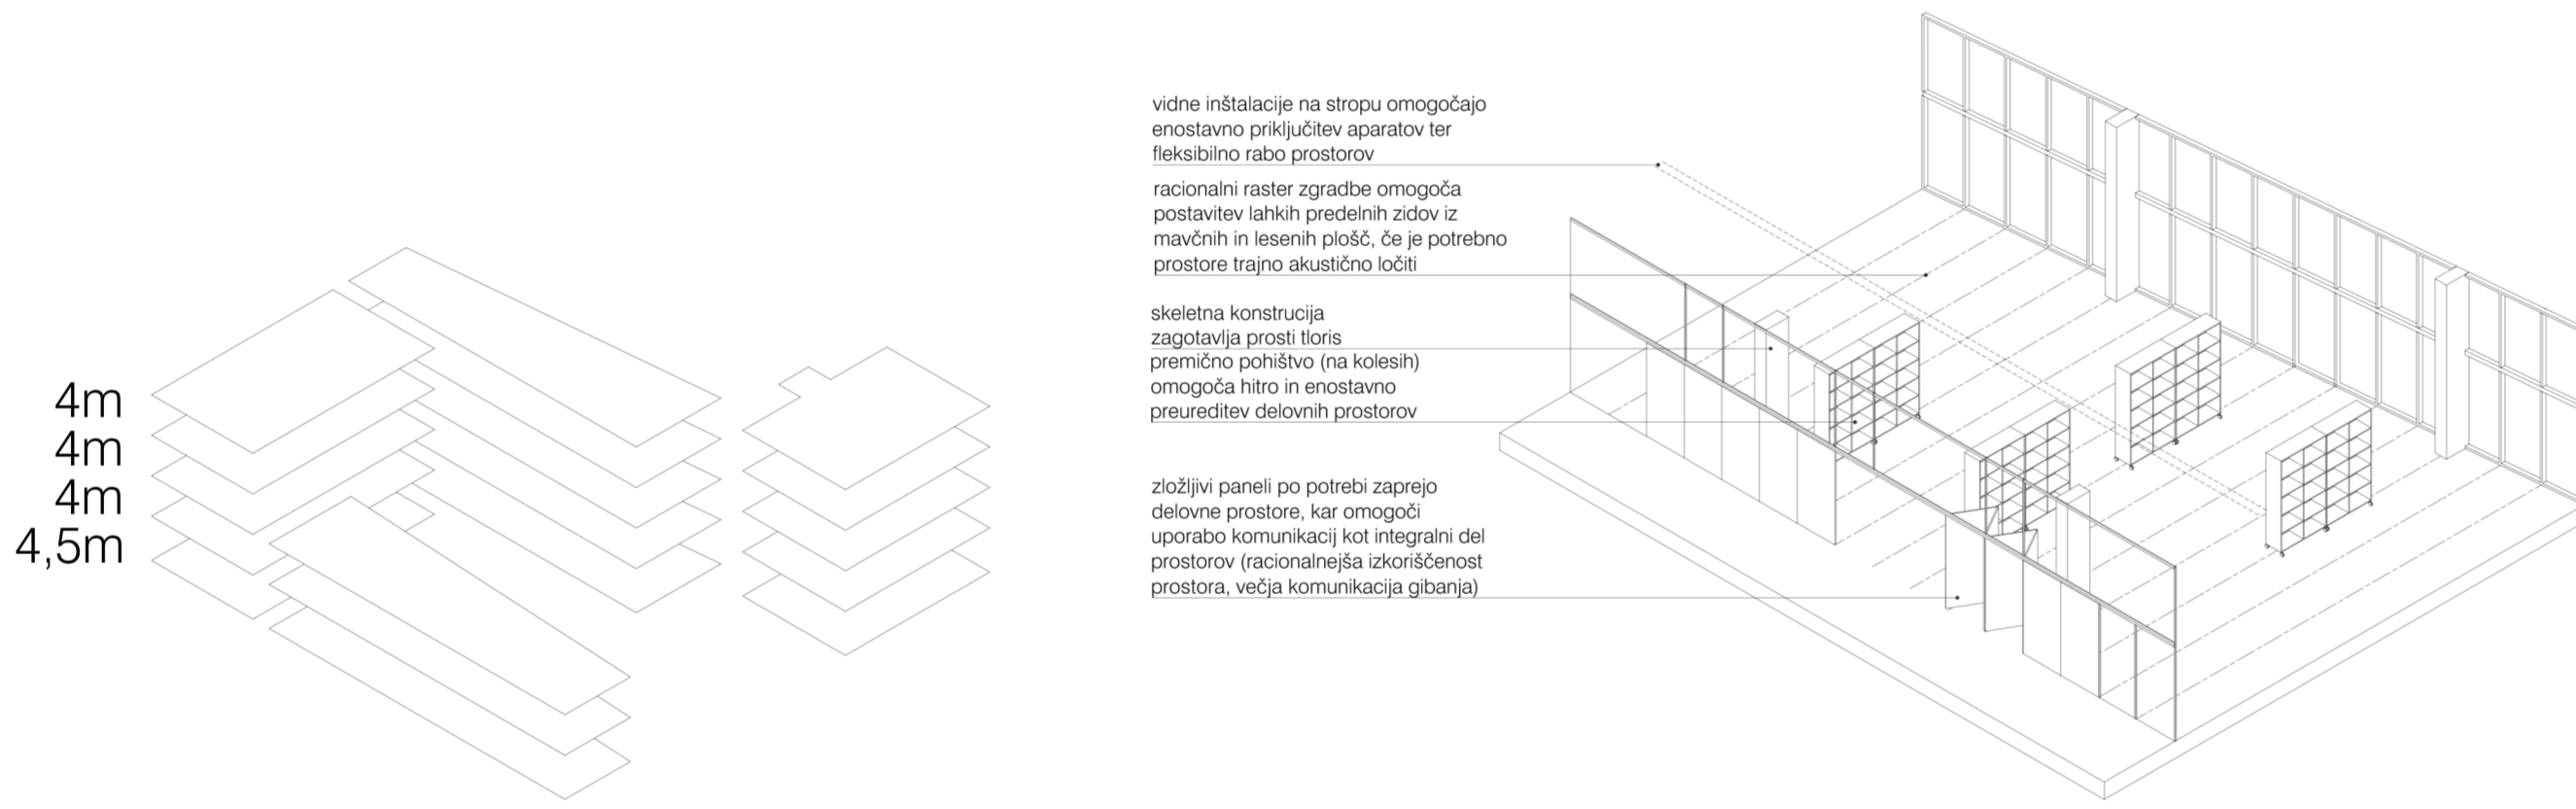 4m
4m
4m
4,5m
vidne inštalacije na stropu omogočajo
enostavno priključitev aparatov ter
fleksibilno rabo prostorov
racionalni raster zgradbe omogoča
postavitev lahkih predelnih zidov iz
mavčnih in lesenih plošč, če je potrebno
prostore trajno akustično ločiti
skeletna konstrucija
zagotavlja prosti tloris
premično pohištvo (na kolesih)
omogoča hitro in enostavno
preureditev delovnih prostorov
zložljivi paneli po potrebi zaprejo
delovne prostore, kar omogoči
uporabo komunikacij kot integralni del
prostorov (racionalnejša izkoriščenost
prostora, večja komunikacija gibanja)